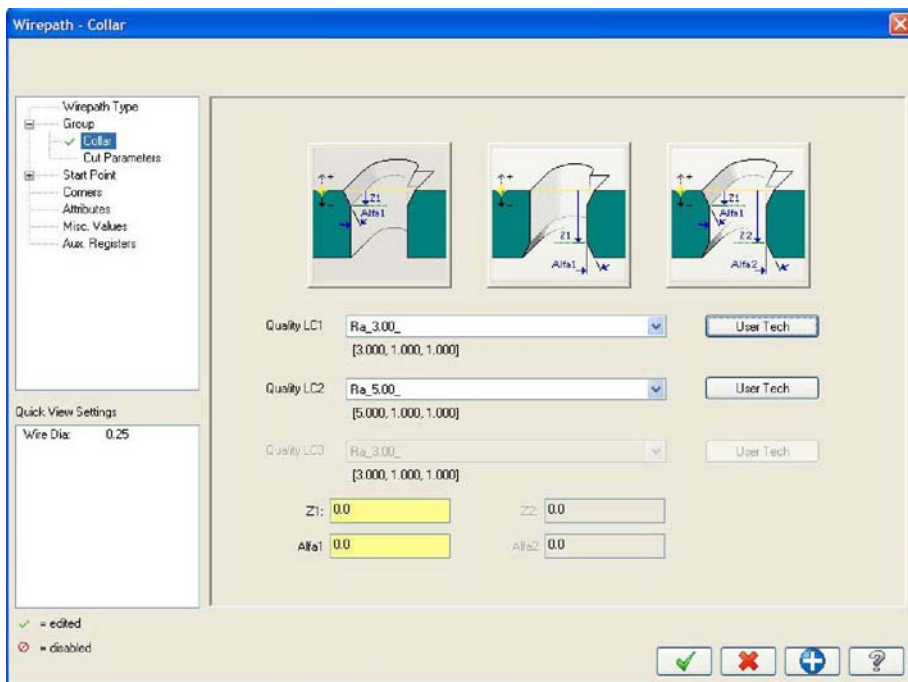 Wirepath - Collar
Wirepath Type
Group
Collar
Cut Parameters
Start Point
Corners
Attributes
Misc. Values
Aux. Registers
Quick View Settings
Wire Dia: 0.25
= edited
= disabled
+ Z1 Alfa1
+ Z1 Alfa1
+ Z1 Alfa1 Z2 Alfa2
Quality LC1 Ra_3.00_ User Tech
[3.000, 1.000, 1.000]
Quality LC2 Ra_5.00_ User Tech
[5.000, 1.000, 1.000]
Quality LC3 Ra_3.00_ User Tech
[3.000, 1.000, 1.000]
Z1: 0.0 Z2: 0.0
Alfa1 0.0 Alfa2 0.0
?